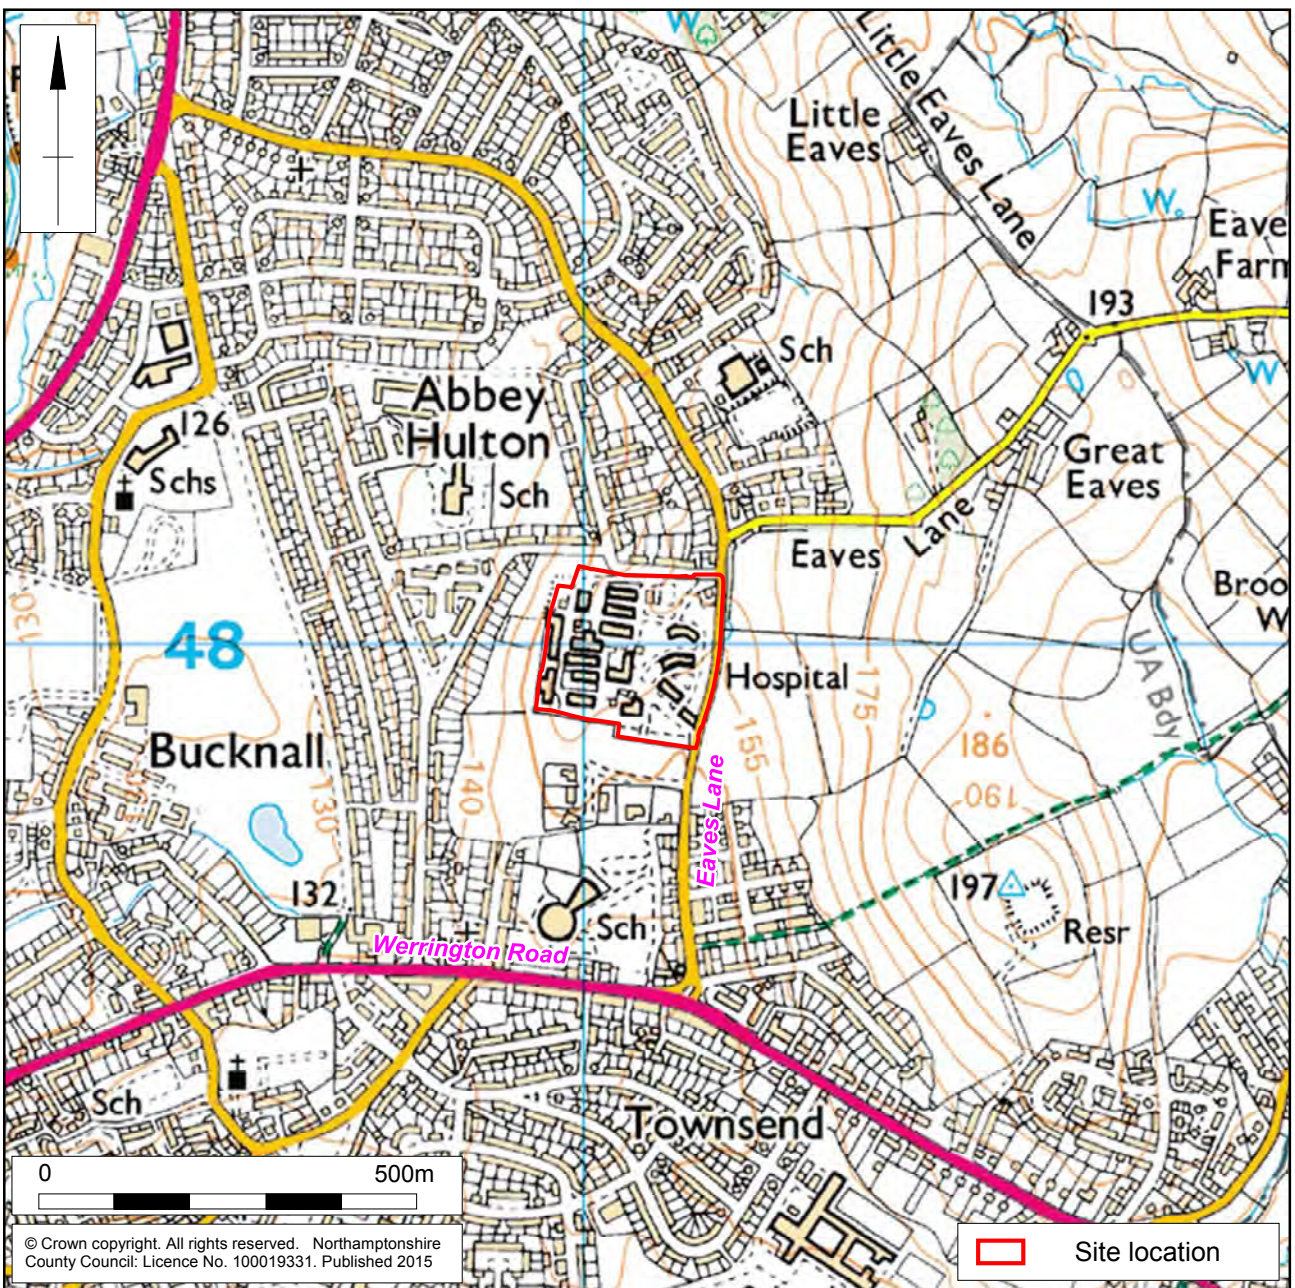 W
Little Eaves Lane
Little
Eaves
W
Eave
Farm
193
Sch
W
Abbey
Hulton
126
Great
Eaves
Schs
Sch
Eaves Lane
130
Broo
W
48
UA Bdy
Hospital
175
155
186
Bucknall
190
140
130
Eaves Lane
132
197
Sch
Resr
Werrington Road
Sch
Townsend
0 500m
© Crown copyright. All rights reserved. Northamptonshire
County Council: Licence No. 100019331. Published 2015
Site location